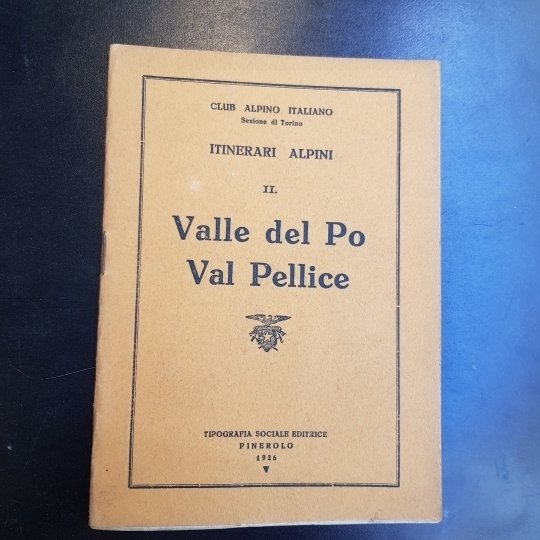 CLUB ALPINO ITALIANO
Sezione di Torino
ITINERARI ALPINI
II.
Valle del Po
Val Pellice
TIPOGRAFIA SOCIALE EDITRICE
PINEROLO
1926